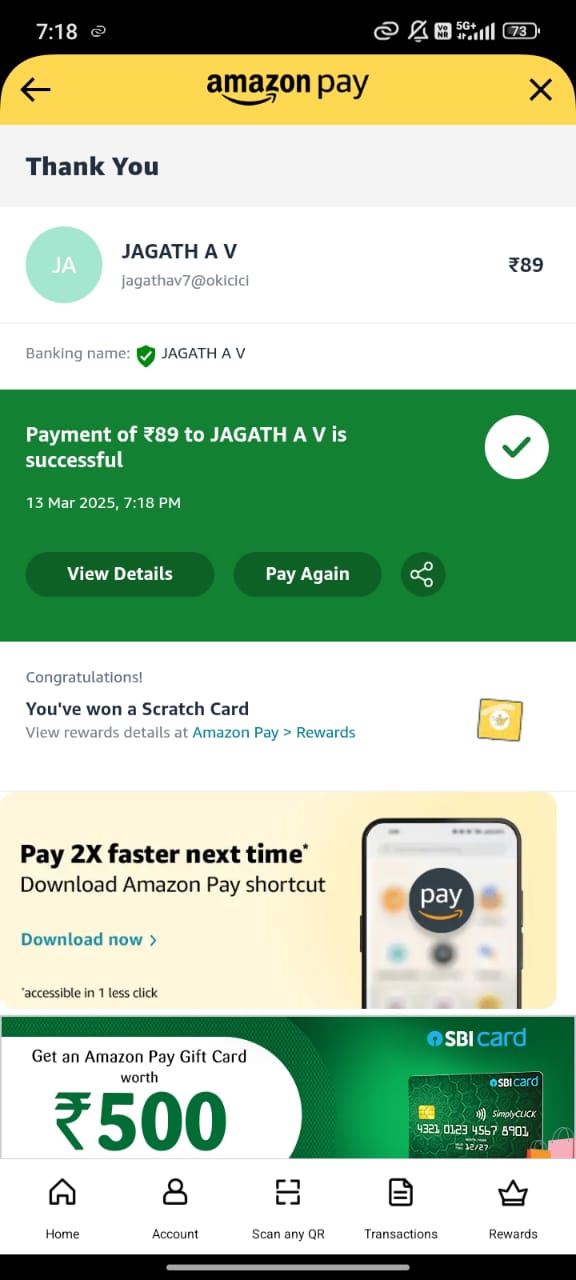 7:18
Vo
NR
5G+
73
amazon pay
Thank You
JA
JAGATH A V
₹89
jagathav7@okicici
Banking name: JAGATH A V
Payment of ₹89 to JAGATH A V is
successful
13 Mar 2025, 7:18 PM
View Details
Pay Again
Congratulations!
You've won a Scratch Card
View rewards details at Amazon Pay > Rewards
Pay 2X faster next time*
Download Amazon Pay shortcut
pay
Download now >
*accessible in 1 less click
SBI card
Get an Amazon Pay Gift Card
worth
₹500
SBI card
SimplyCLICK
4321 0123 4567 8901
12/27
Home
Account
Scan any QR
Transactions
Rewards